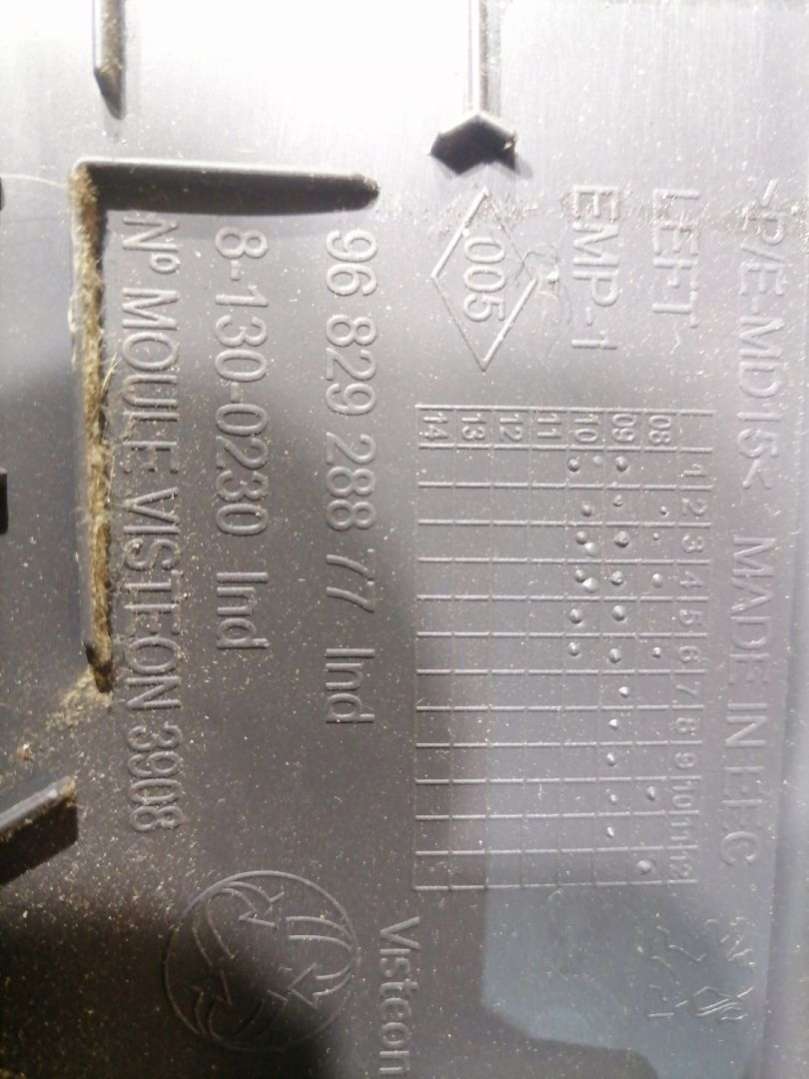 >P/E-MD15< MADE IN EEC
LEFT
EMP-1
005
1 2 3 4 5 6 7 8 9 10 11 12
08
09
10
11
12
13
14
96 829 288 77 Ind
8-130-0230 Ind
Nº MOULE VISTEON 3908
Visteon